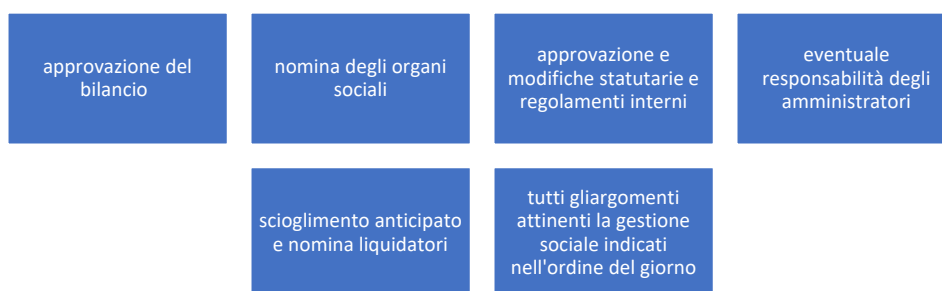 approvazione del
bilancio
nomina degli organi
sociali
approvazione e
modifiche statutarie e
regolamenti interni
eventuale
responsabilità degli
amministratori
scioglimento anticipato
e nomina liquidatori
tutti gliargomenti
attinenti la gestione
sociale indicati
nell'ordine del giorno